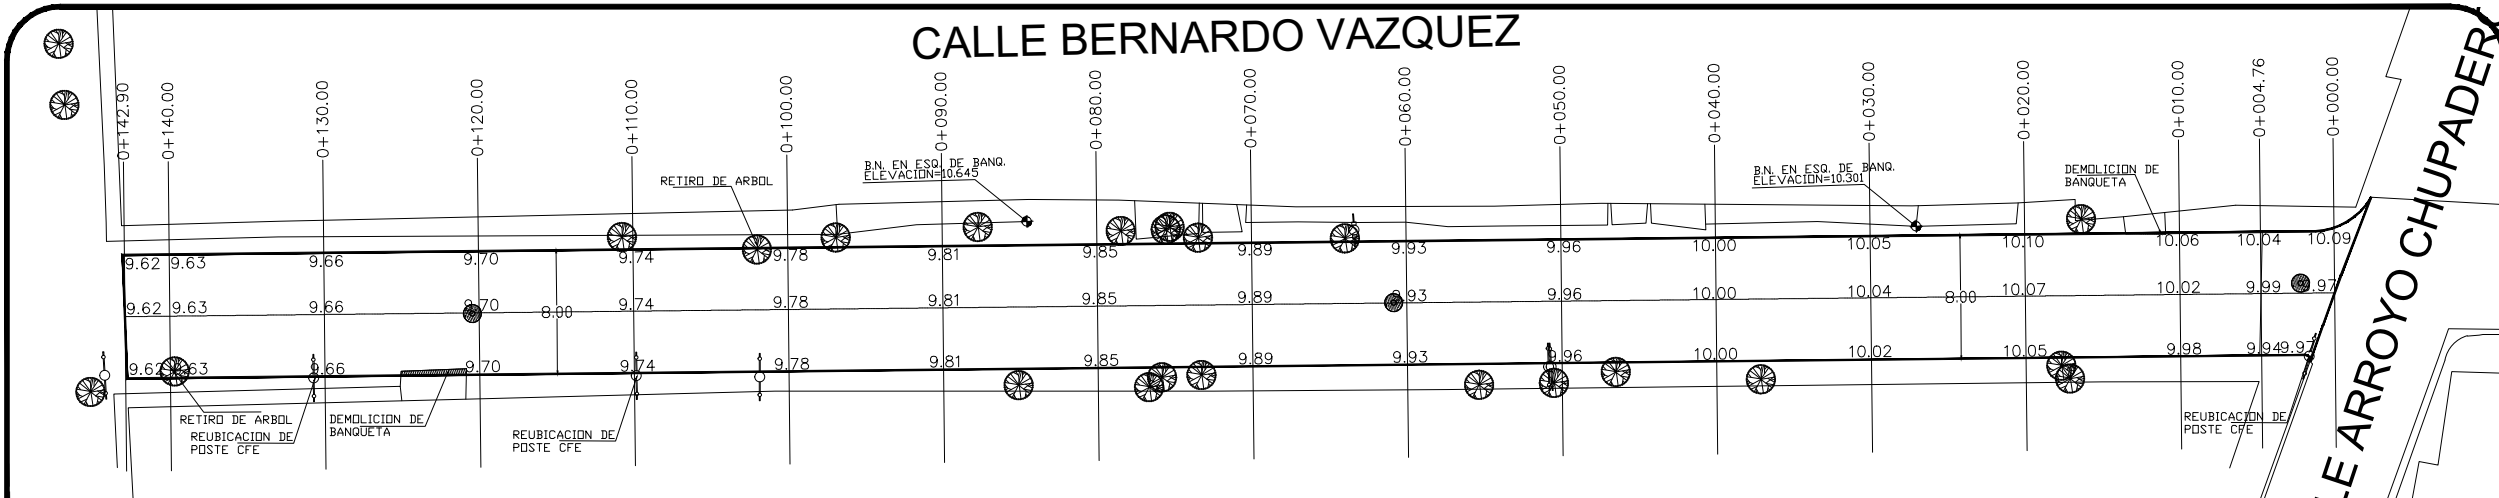 CALLE BERNARDO VAZQUEZ
0+142.90
0+140.00
0+130.00
0+120.00
0+110.00
0+100.00
0+090.00
0+080.00
0+070.00
0+060.00
0+050.00
0+040.00
0+030.00
0+020.00
0+010.00
0+004.76
0+000.00
RETIRO DE ARBOL
B.N. EN ESQ. DE BANQ.
ELEVACION=10.645
B.N. EN ESQ. DE BANQ.
ELEVACION=10.301
DEMOLICION DE
BANQUETA
9.62 9.63 9.66 9.70 9.74 9.78 9.81 9.85 9.89 9.93 9.96 10.00 10.05 10.10 10.06 10.04 10.09
9.62 9.63 9.66 9.70 8.00 9.74 9.78 9.81 9.85 9.89 9.93 9.96 10.00 10.04 8.00 10.07 10.02 9.99 9.97
9.62 9.63 9.66 9.70 9.74 9.78 9.81 9.85 9.89 9.93 9.96 10.00 10.02 10.05 9.98 9.94 9.97
RETIRO DE ARBOL
REUBICACION DE
POSTE CFE
DEMOLICION DE
BANQUETA
REUBICACION DE
POSTE CFE
REUBICACION DE
POSTE CFE
LE ARROYO CHUPADER